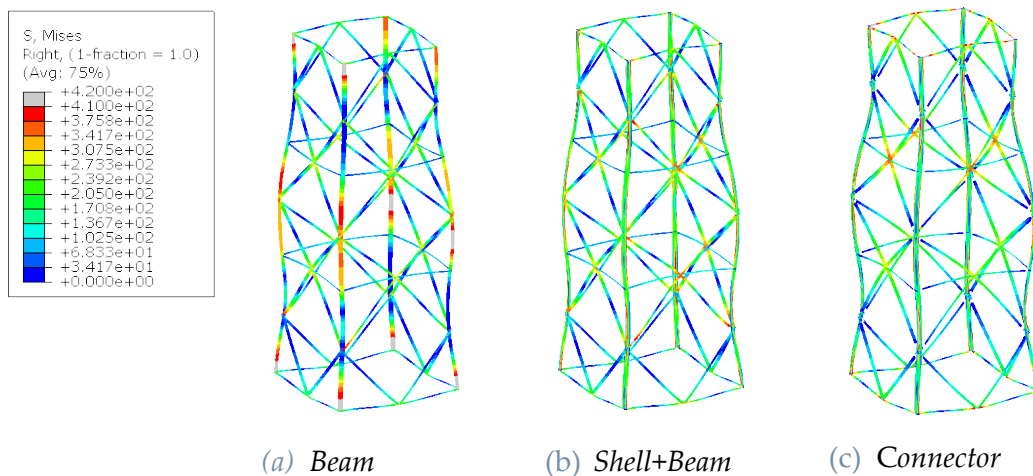 S, Mises
Right, (1-fraction = 1.0)
(Avg: 75%)
+4.200e+02
+4.100e+02
+3.758e+02
+3.417e+02
+3.075e+02
+2.733e+02
+2.392e+02
+2.050e+02
+1.708e+02
+1.367e+02
+1.025e+02
+6.833e+01
+3.417e+01
+0.000e+00
(a) Beam
(b) Shell+Beam
(c) Connector